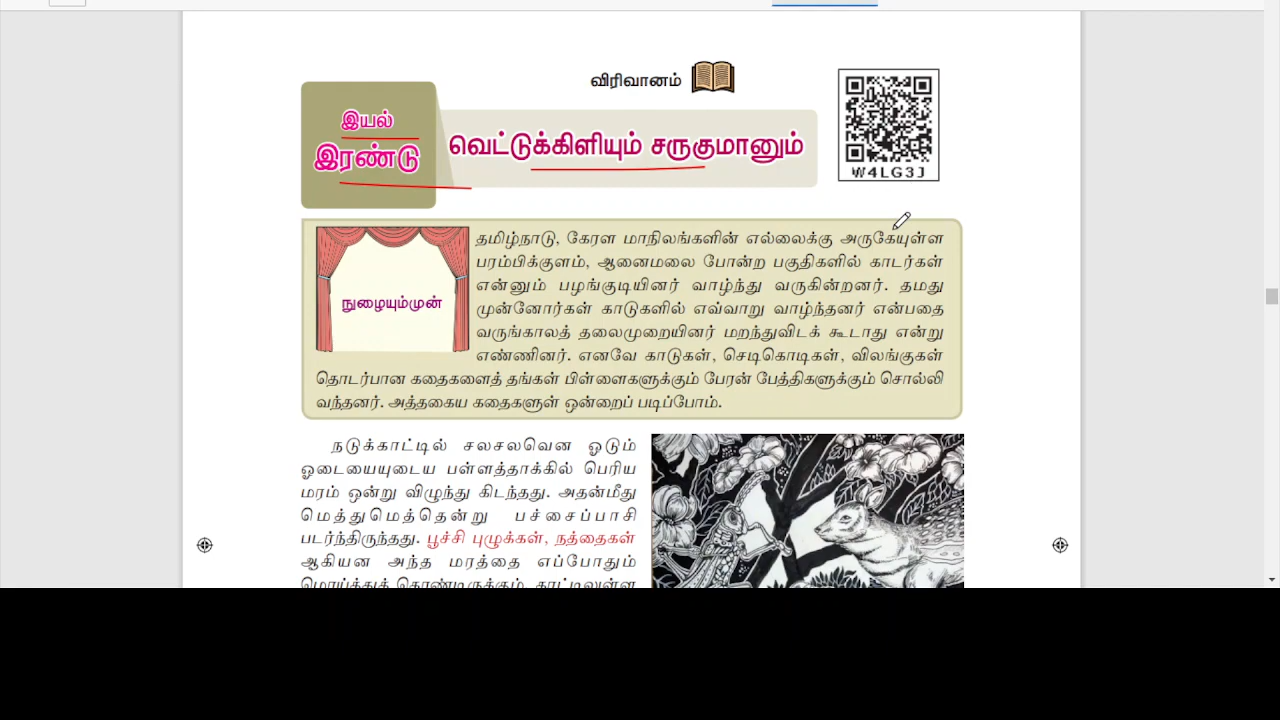 விரிவானம்
இயல்
இரண்டு
வெட்டுக்கிளியும் சருகுமானும்
W4LG3J
நுழையும்முன்
தமிழ்நாடு, கேரள மாநிலங்களின் எல்லைக்கு அருகேயுள்ள
பரம்பிக்குளம், ஆனைமலை போன்ற பகுதிகளில் காடர்கள்
என்னும் பழங்குடியினர் வாழ்ந்து வருகின்றனர். தமது
முன்னோர்கள் காடுகளில் எவ்வாறு வாழ்ந்தனர் என்பதை
வருங்காலத் தலைமுறையினர் மறந்துவிடக் கூடாது என்று
எண்ணினர். எனவே காடுகள், செடிகொடிகள், விலங்குகள்
தொடர்பான கதைகளைத் தங்கள் பிள்ளைகளுக்கும் பேரன் பேத்திகளுக்கும் சொல்லி
வந்தனர். அத்தகைய கதைகளுள் ஒன்றைப் படிப்போம்.
நடுக்காட்டில் சலசலவென ஓடும்
ஓடையையுடைய பள்ளத்தாக்கில் பெரிய
மரம் ஒன்று விழுந்து கிடந்தது. அதன்மீது
மெத்துமெத்தென்று பச்சைப்பாசி
படர்ந்திருந்தது. பூச்சி புழுக்கள், நத்தைகள்
ஆகியன அந்த மரத்தை எப்போதும்
மொய்த்துக் கொண்டிருக்கும். காட்டிலுள்ள